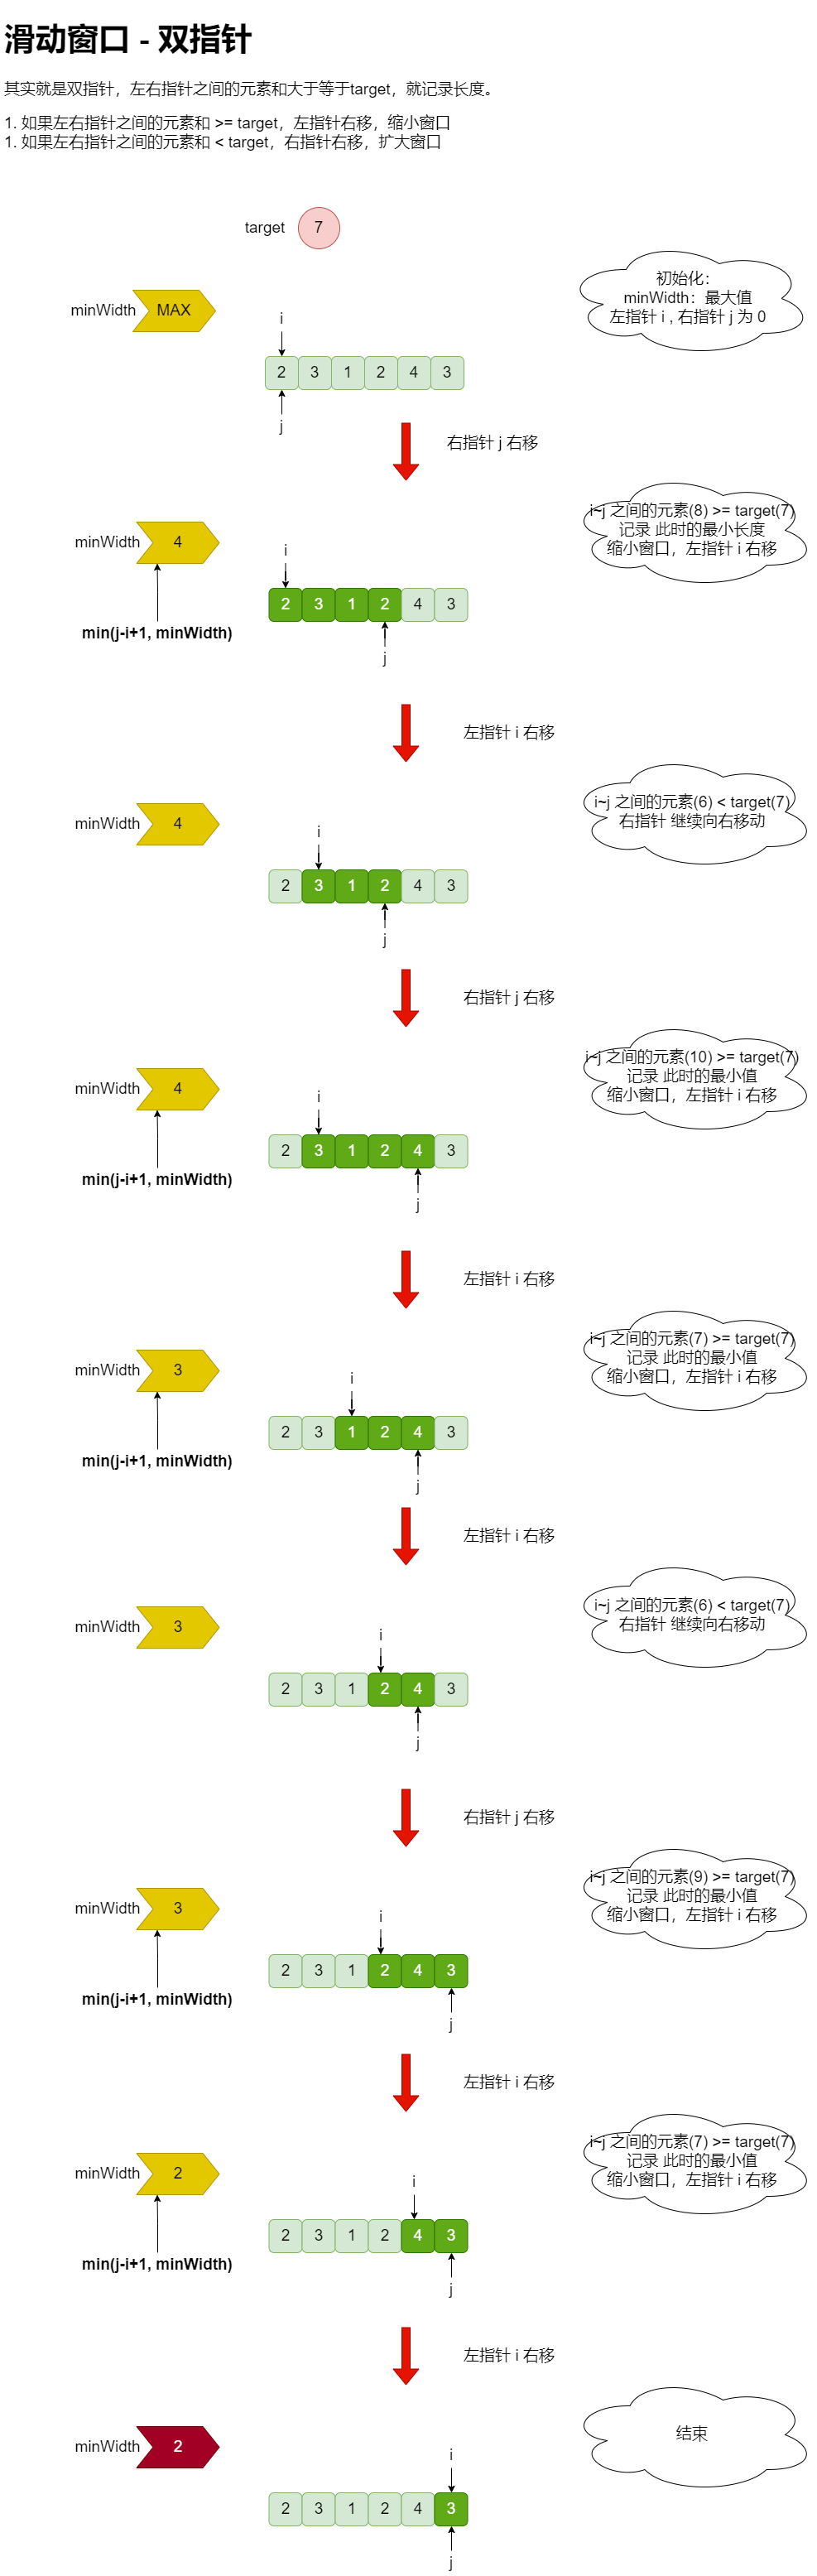 滑动窗口 - 双指针
其实就是双指针，左右指针之间的元素和大于等于target，就记录长度。
1. 如果左右指针之间的元素和 >= target，左指针右移，缩小窗口
1. 如果左右指针之间的元素和 < target，右指针右移，扩大窗口
target 7
初始化：
minWidth：最大值
左指针 i , 右指针 j 为 0
minWidth MAX
i
2 3 1 2 4 3
j
右指针 j 右移
i~j 之间的元素(8) >= target(7)
记录 此时的最小长度
缩小窗口，左指针 i 右移
minWidth 4
i
2 3 1 2 4 3
min(j-i+1, minWidth)
j
左指针 i 右移
i~j 之间的元素(6) < target(7)
右指针 继续向右移动
minWidth 4
i
2 3 1 2 4 3
j
右指针 j 右移
i~j 之间的元素(10) >= target(7)
记录 此时的最小值
缩小窗口，左指针 i 右移
minWidth 4
i
2 3 1 2 4 3
min(j-i+1, minWidth)
j
左指针 i 右移
i~j 之间的元素(7) >= target(7)
记录 此时的最小值
缩小窗口，左指针 i 右移
minWidth 3
i
2 3 1 2 4 3
min(j-i+1, minWidth)
j
左指针 i 右移
i~j 之间的元素(6) < target(7)
右指针 继续向右移动
minWidth 3
i
2 3 1 2 4 3
j
右指针 j 右移
i~j 之间的元素(9) >= target(7)
记录 此时的最小值
缩小窗口，左指针 i 右移
minWidth 3
i
2 3 1 2 4 3
min(j-i+1, minWidth)
j
左指针 i 右移
i~j 之间的元素(7) >= target(7)
记录 此时的最小值
缩小窗口，左指针 i 右移
minWidth 2
i
2 3 1 2 4 3
min(j-i+1, minWidth)
j
左指针 i 右移
结束
minWidth 2
i
2 3 1 2 4 3
j